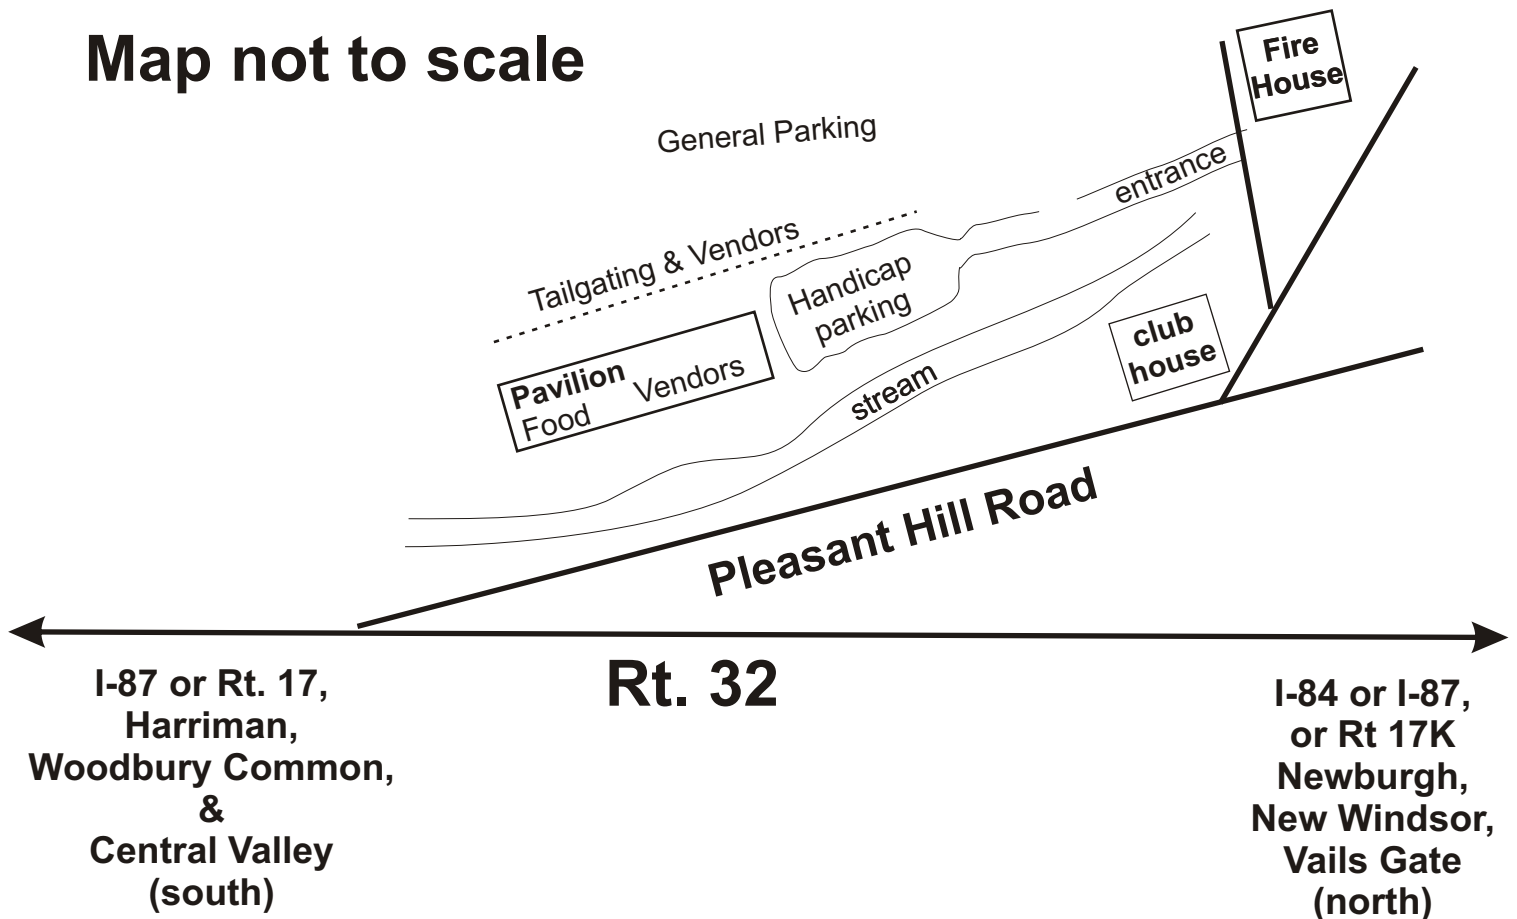 Map not to scale
Fire
House
General Parking
entrance
Tailgating & Vendors
Handicap
parking
club
house
Pavilion
Vendors
Food
stream
Pleasant Hill Road
Rt. 32
I-87 or Rt. 17,
Harriman,
Woodbury Common,
&
Central Valley
(south)
I-84 or I-87,
or Rt 17K
Newburgh,
New Windsor,
Vails Gate
(north)